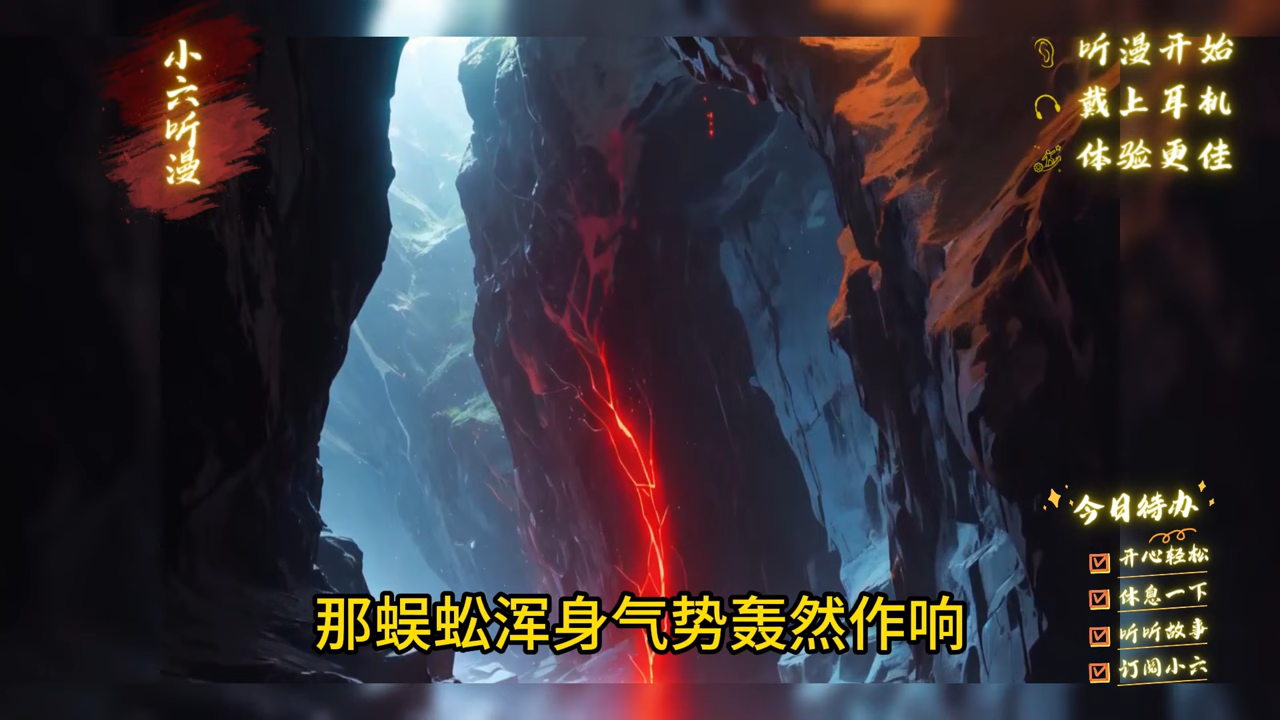 小六听漫
听漫开始
戴上耳机
体验更佳
今日待办
开心轻松
休息一下
听听故事
订阅小六
那蜈蚣浑身气势轰然作响